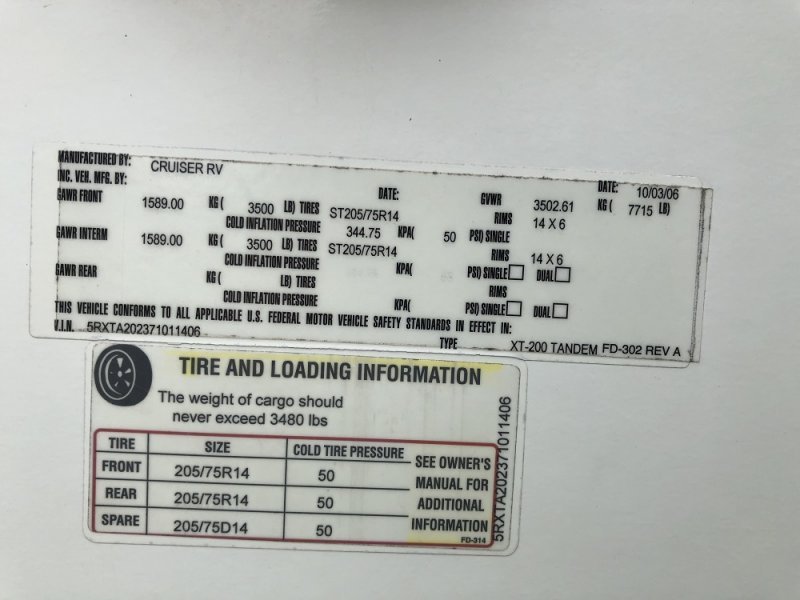 MANUFACTURED BY: CRUISER RV DATE: 10/03/06
INC. VEH. MFG. BY: DATE: GVWR 3502.61 KG ( 7715 LB)
GAWR FRONT 1589.00 KG ( 3500 LB) TIRES ST205/75R14 RIMS 14 X 6
COLD INFLATION PRESSURE 344.75 KPA( 50 PSI) SINGLE
GAWR INTERM 1589.00 KG ( 3500 LB) TIRES ST205/75R14 RIMS 14 X 6
COLD INFLATION PRESSURE KPA( PSI) SINGLE DUAL
GAWR REAR KG ( LB) TIRES RIMS
COLD INFLATION PRESSURE KPA( PSI) SINGLE DUAL
THIS VEHICLE CONFORMS TO ALL APPLICABLE U.S. FEDERAL MOTOR VEHICLE SAFETY STANDARDS IN EFFECT IN:
V.I.N. 5RXTA202371011406 TYPE XT-200 TANDEM FD-302 REV A
TIRE AND LOADING INFORMATION
The weight of cargo should
never exceed 3480 lbs
TIRE SIZE COLD TIRE PRESSURE
FRONT 205/75R14 50
REAR 205/75R14 50
SPARE 205/75D14 50
SEE OWNER'S
MANUAL FOR
ADDITIONAL
INFORMATION
FD-314
5RXTA202371011406